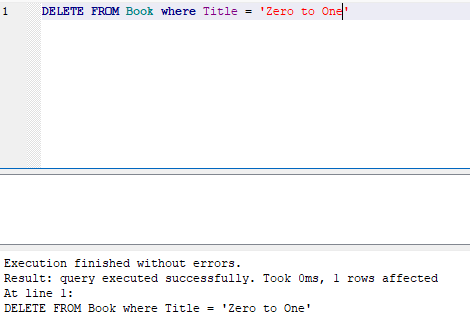 1 DELETE FROM Book where Title = 'Zero to One'
Execution finished without errors.
Result: query executed successfully. Took 0ms, 1 rows affected
At line 1:
DELETE FROM Book where Title = 'Zero to One'